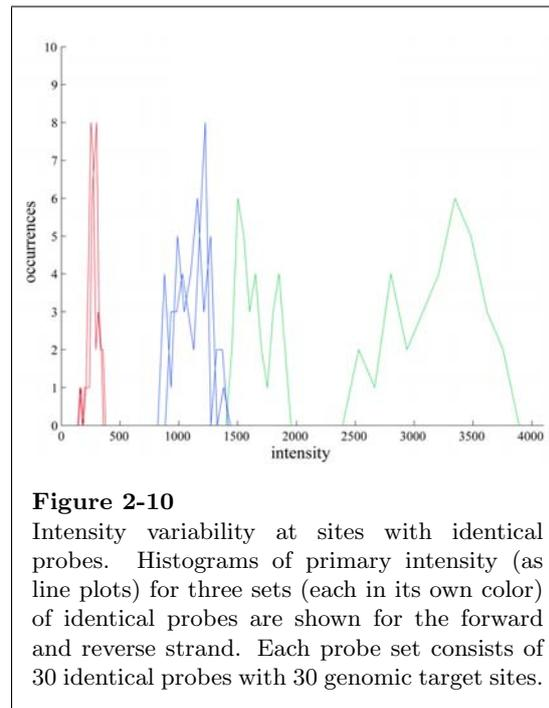 10
9
8
7
6
5
4
3
2
1
0
occurrences
0 500 1000 1500 2000 2500 3000 3500 4000
intensity
Figure 2-10
Intensity variability at sites with identical
probes. Histograms of primary intensity (as
line plots) for three sets (each in its own color)
of identical probes are shown for the forward
and reverse strand. Each probe set consists of
30 identical probes with 30 genomic target sites.